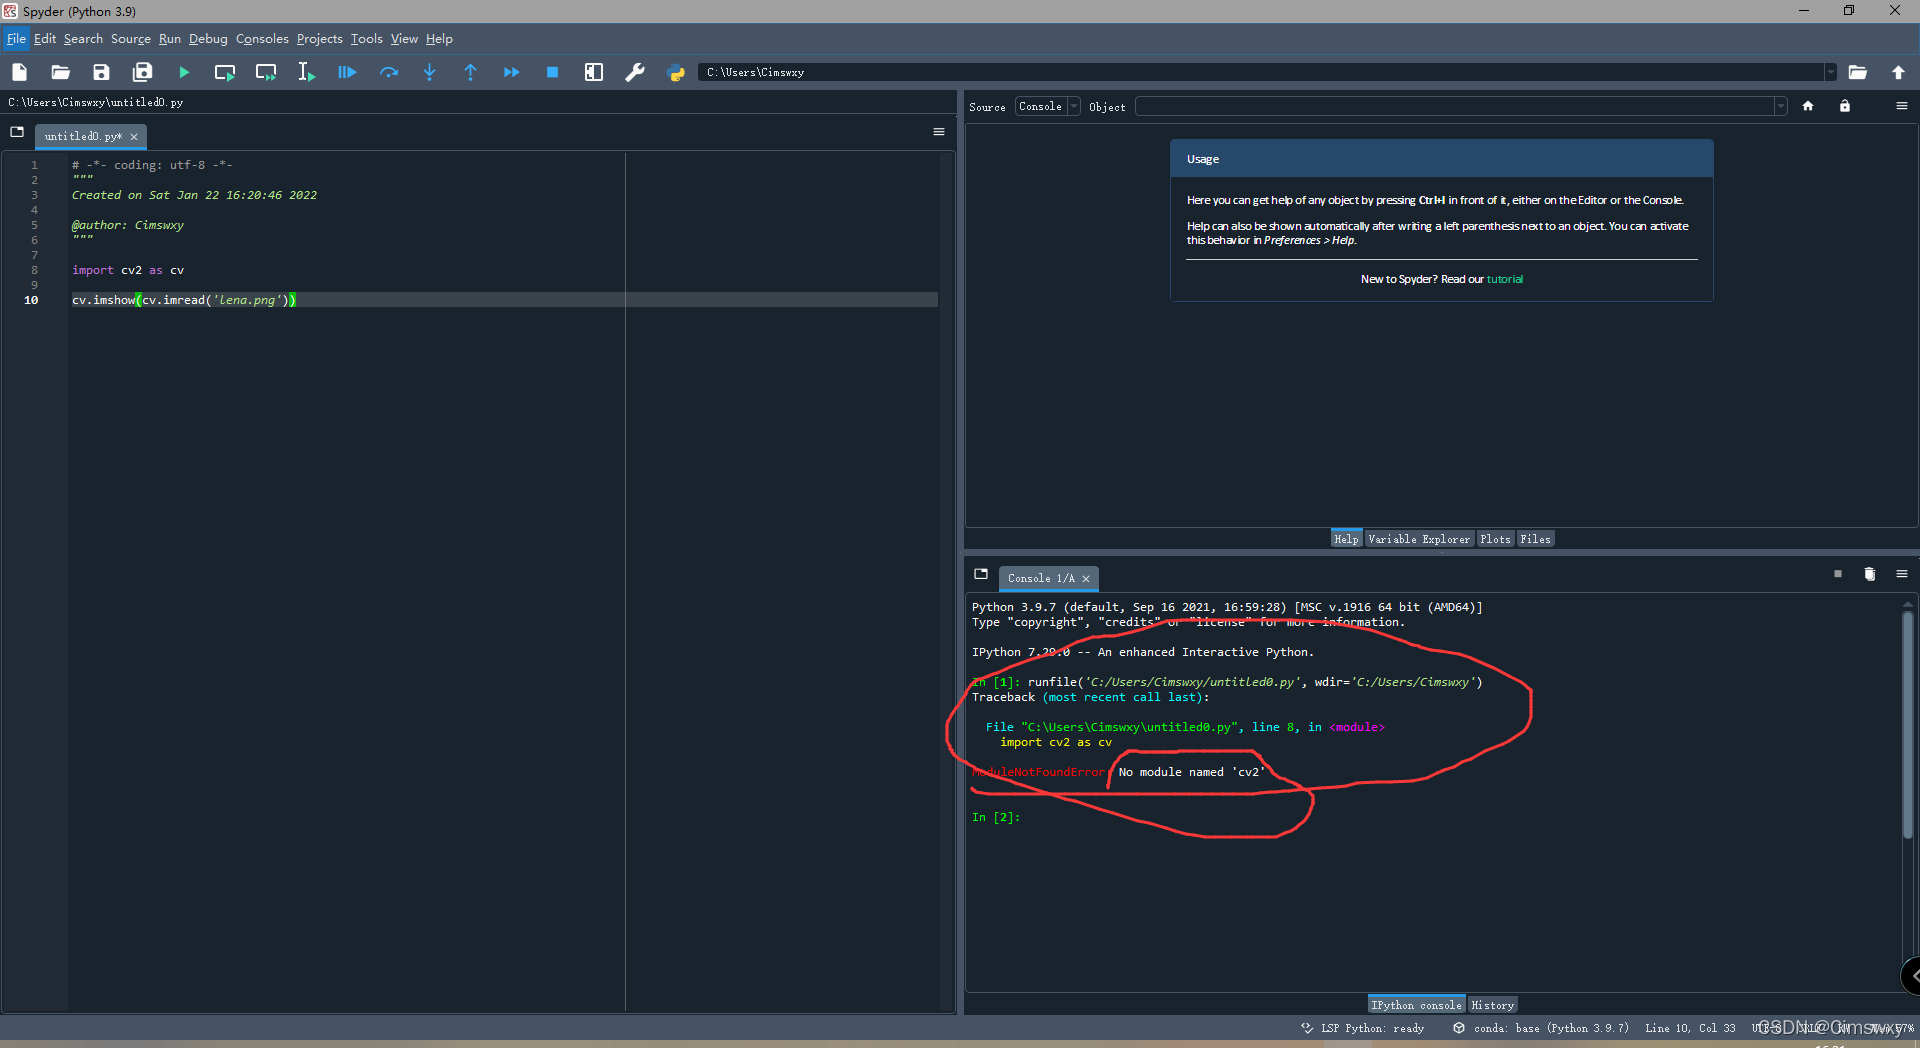 Spyder (Python 3.9)
File Edit Search Source Run Debug Consoles Projects Tools View Help
C:\Users\Cimswxy
C:\Users\Cimswxy\untitled0.py
untitled0.py*
1 # -*- coding: utf-8 -*-
2 """
3 Created on Sat Jan 22 16:20:46 2022
4
5 @author: Cimswxy
6 """
7
8 import cv2 as cv
9
10 cv.imshow(cv.imread('lena.png'))
Source Console Object
Usage
Here you can get help of any object by pressing Ctrl+I in front of it, either on the Editor or the Console.
Help can also be shown automatically after writing a left parenthesis next to an object. You can activate
this behavior in Preferences > Help.
New to Spyder? Read our tutorial
Help Variable Explorer Plots Files
Console 1/A
Python 3.9.7 (default, Sep 16 2021, 16:59:28) [MSC v.1916 64 bit (AMD64)]
Type "copyright", "credits" or "license" for more information.
IPython 7.29.0 -- An enhanced Interactive Python.
In [1]: runfile('C:/Users/Cimswxy/untitled0.py', wdir='C:/Users/Cimswxy')
Traceback (most recent call last):
File "C:\Users\Cimswxy\untitled0.py", line 8, in <module>
import cv2 as cv
ModuleNotFoundError: No module named 'cv2'
In [2]:
IPython console History
LSP Python: ready conda: base (Python 3.9.7) Line 10, Col 33
CSDN @Cimswxy